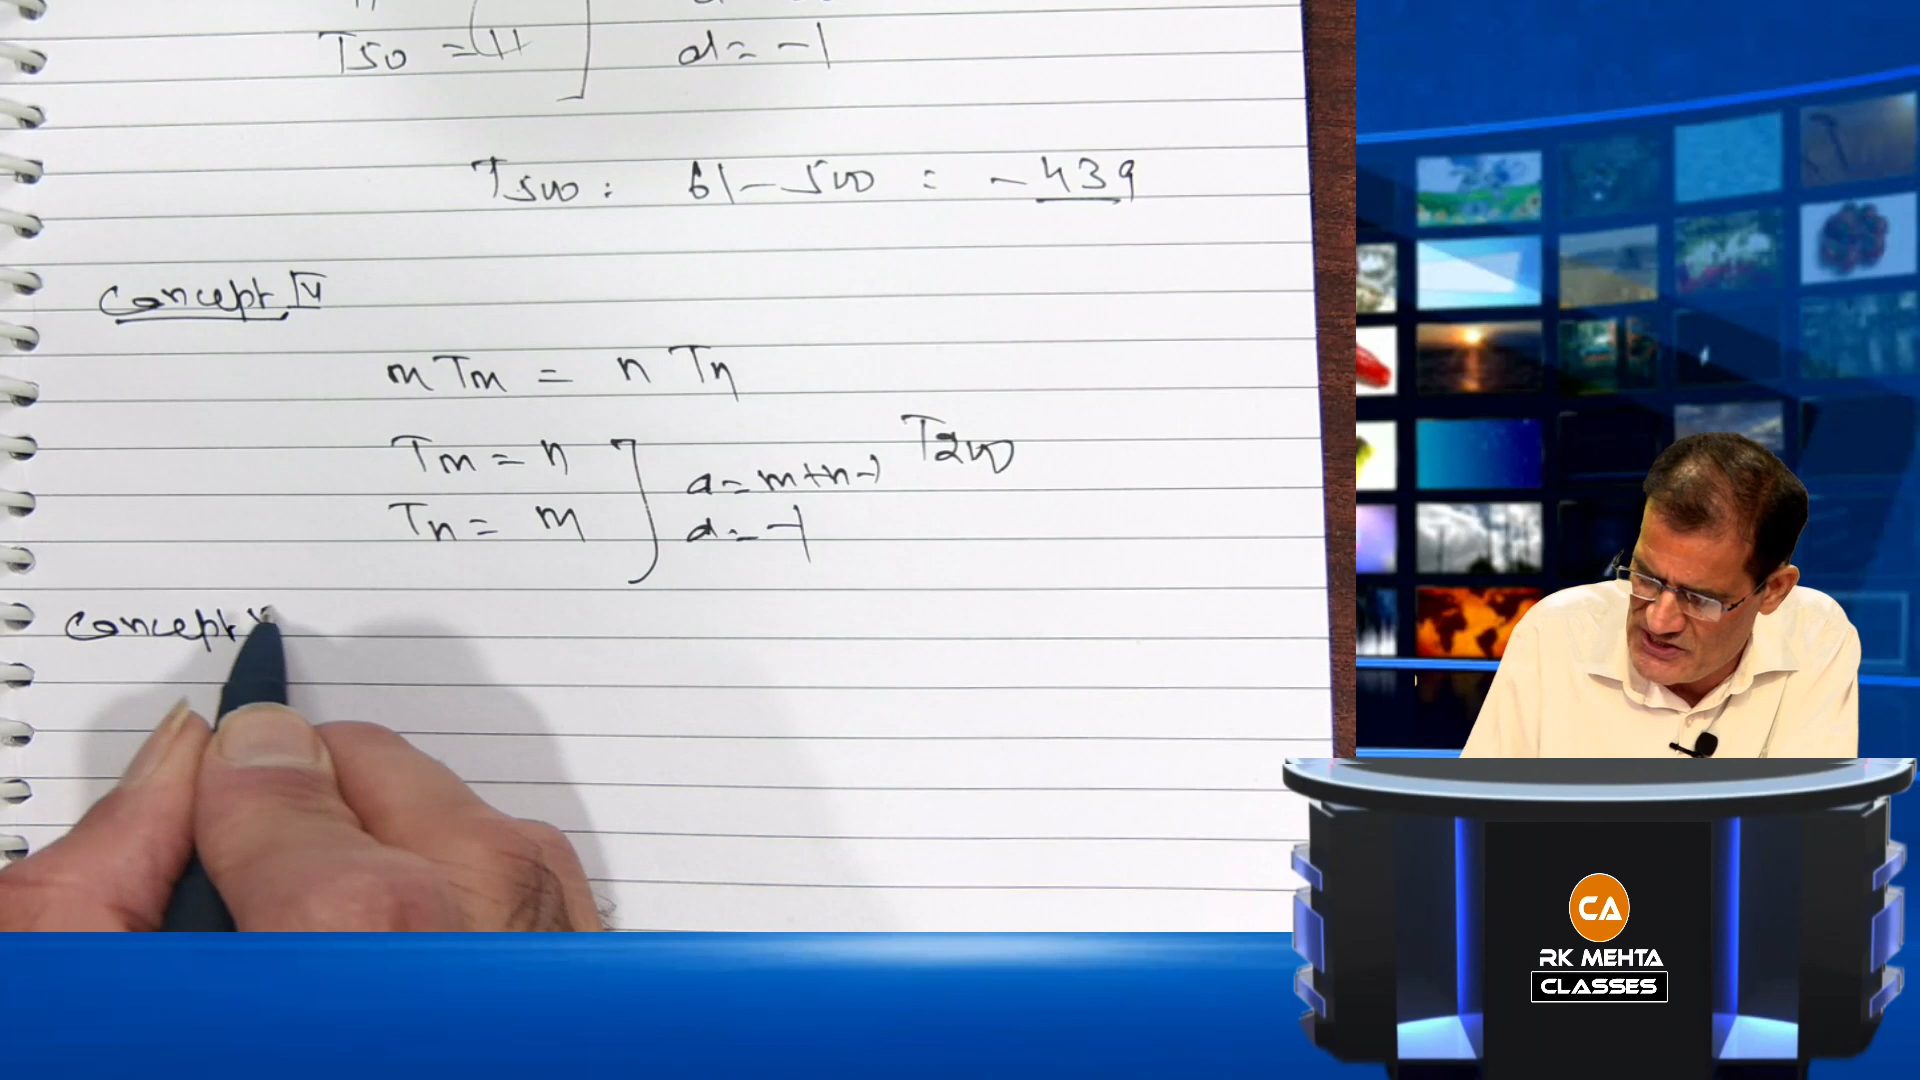 T50 = 11
d = -1
T500 : 61 - 500 = -439
Concept IV
m Tm = n Tn
Tm = n
Tn = m
a = m+n-1
d = -1
T200
Concept V
CA
RK MEHTA
CLASSES